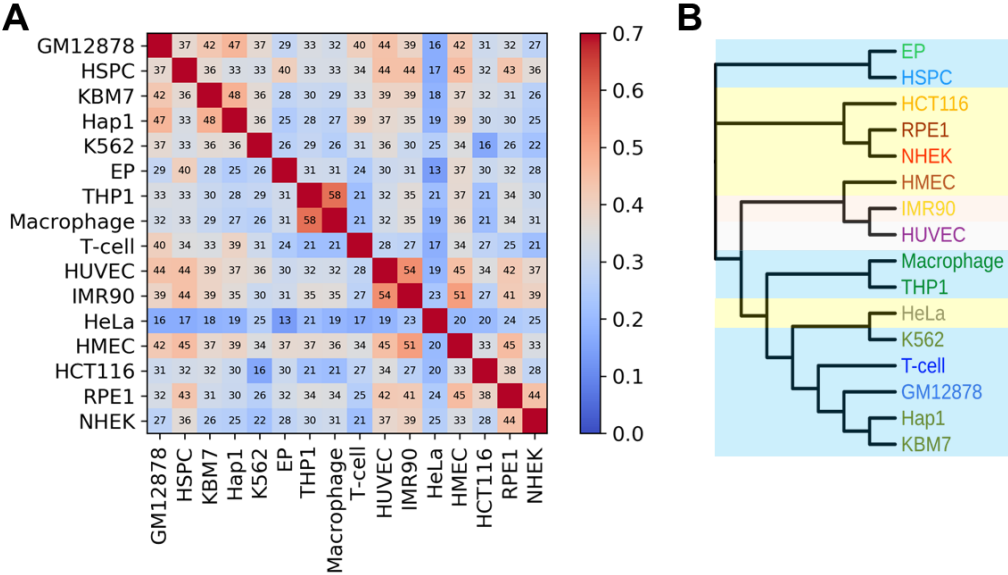 A
GM12878 37 42 47 37 29 33 32 40 44 39 16 42 31 32 27
HSPC 37 36 33 33 40 33 33 34 44 44 17 45 32 43 36
KBM7 42 36 48 36 28 30 29 33 39 39 18 37 32 31 26
Hap1 47 33 48 36 25 28 27 39 37 35 19 39 30 30 25
K562 37 33 36 36 26 29 26 31 36 30 25 34 16 26 22
EP 29 40 28 25 26 31 31 24 30 31 13 37 30 32 28
THP1 33 33 30 28 29 31 58 21 32 35 21 37 21 34 30
Macrophage 32 33 29 27 26 31 58 21 32 35 19 36 21 34 31
T-cell 40 34 33 39 31 24 21 21 28 27 17 34 27 25 21
HUVEC 44 44 39 37 36 30 32 32 28 54 19 45 34 42 37
IMR90 39 44 39 35 30 31 35 35 27 54 23 51 27 41 39
HeLa 16 17 18 19 25 13 21 19 17 19 23 20 20 24 25
HMEC 42 45 37 39 34 37 37 36 34 45 51 20 33 45 33
HCT116 31 32 32 30 16 30 21 21 27 34 27 20 33 38 28
RPE1 32 43 31 30 26 32 34 34 25 42 41 24 45 38 44
NHEK 27 36 26 25 22 28 30 31 21 37 39 25 33 28 44
GM12878
HSPC
KBM7
Hap1
K562
EP
THP1
Macrophage
T-cell
HUVEC
IMR90
HeLa
HMEC
HCT116
RPE1
NHEK
0.7
0.6
0.5
0.4
0.3
0.2
0.1
0.0
B
EP
HSPC
HCT116
RPE1
NHEK
HMEC
IMR90
HUVEC
Macrophage
THP1
HeLa
K562
T-cell
GM12878
Hap1
KBM7